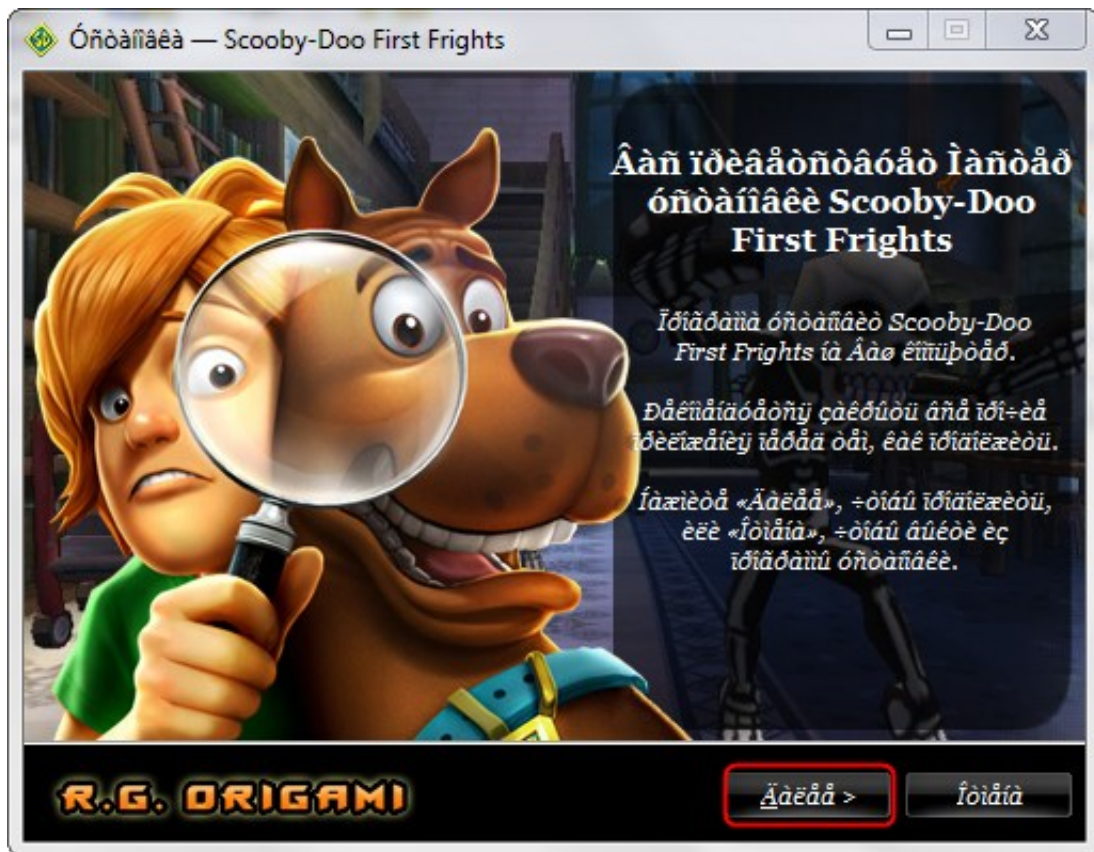 Óñòàíîâêà — Scooby-Doo First Frights
Âàñ ïðèâåòñòâóåò Ìàñòåð
óñòàíîâêè Scooby-Doo
First Frights
Ïðîãðàììà óñòàíîâèò Scooby-Doo
First Frights íà Âàø êîìïüþòåð.
Ðåêîìåíäóåòñÿ çàêðûòü âñå ïðî÷èå
ïðèëîæåíèÿ ïåðåä òåì, êàê ïðîäîëæèòü.
Íàæìèòå «Äàëåå», ÷òîáû ïðîäîëæèòü,
èëè «Îòìåíà», ÷òîáû âûéòè èç
ïðîãðàììû óñòàíîâêè.
R.G. ORIGAMI
Äàëåå >
Îòìåíà